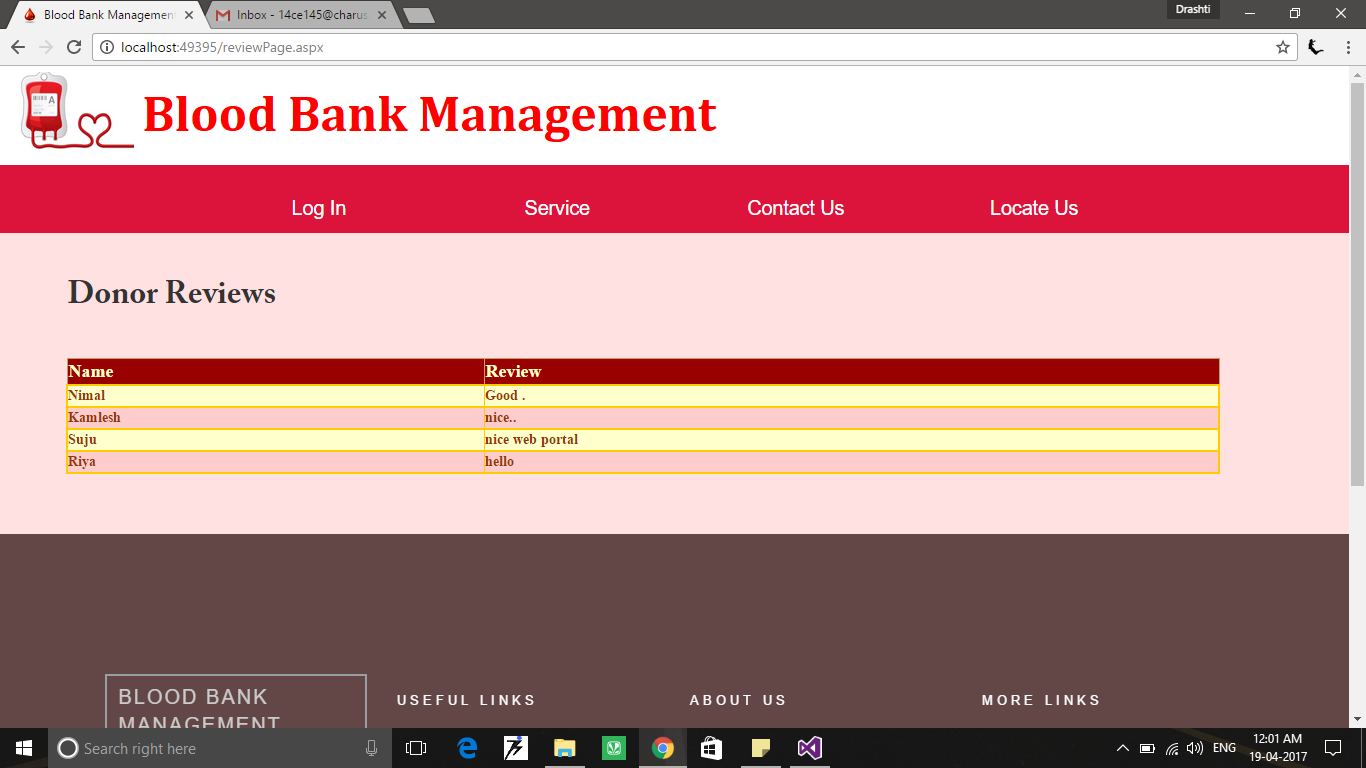 Drashti
Blood Bank Management
Inbox - 14ce145@charus
localhost:49395/reviewPage.aspx
A
Blood Bank Management
Log In Service Contact Us Locate Us
Donor Reviews
Name Review
Nimal Good .
Kamlesh nice..
Suju nice web portal
Riya hello
BLOOD BANK
MANAGEMENT
USEFUL LINKS ABOUT US MORE LINKS
Search right here
ENG
12:01 AM
19-04-2017